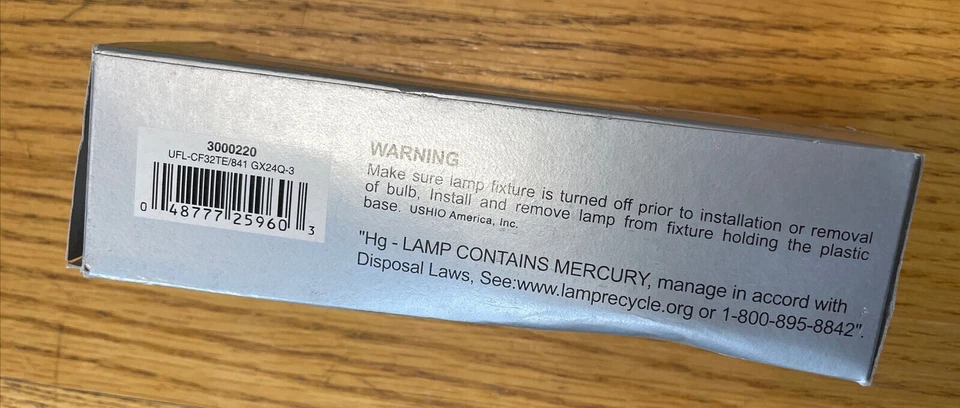 3000220
UFL-CF32TE/841 GX24Q-3
0 48777 25960 3
WARNING
Make sure lamp fixture is turned off prior to installation or removal
of bulb. Install and remove lamp from fixture holding the plastic
base. USHIO America, Inc.
"Hg - LAMP CONTAINS MERCURY, manage in accord with
Disposal Laws, See:www.lamprecycle.org or 1-800-895-8842".